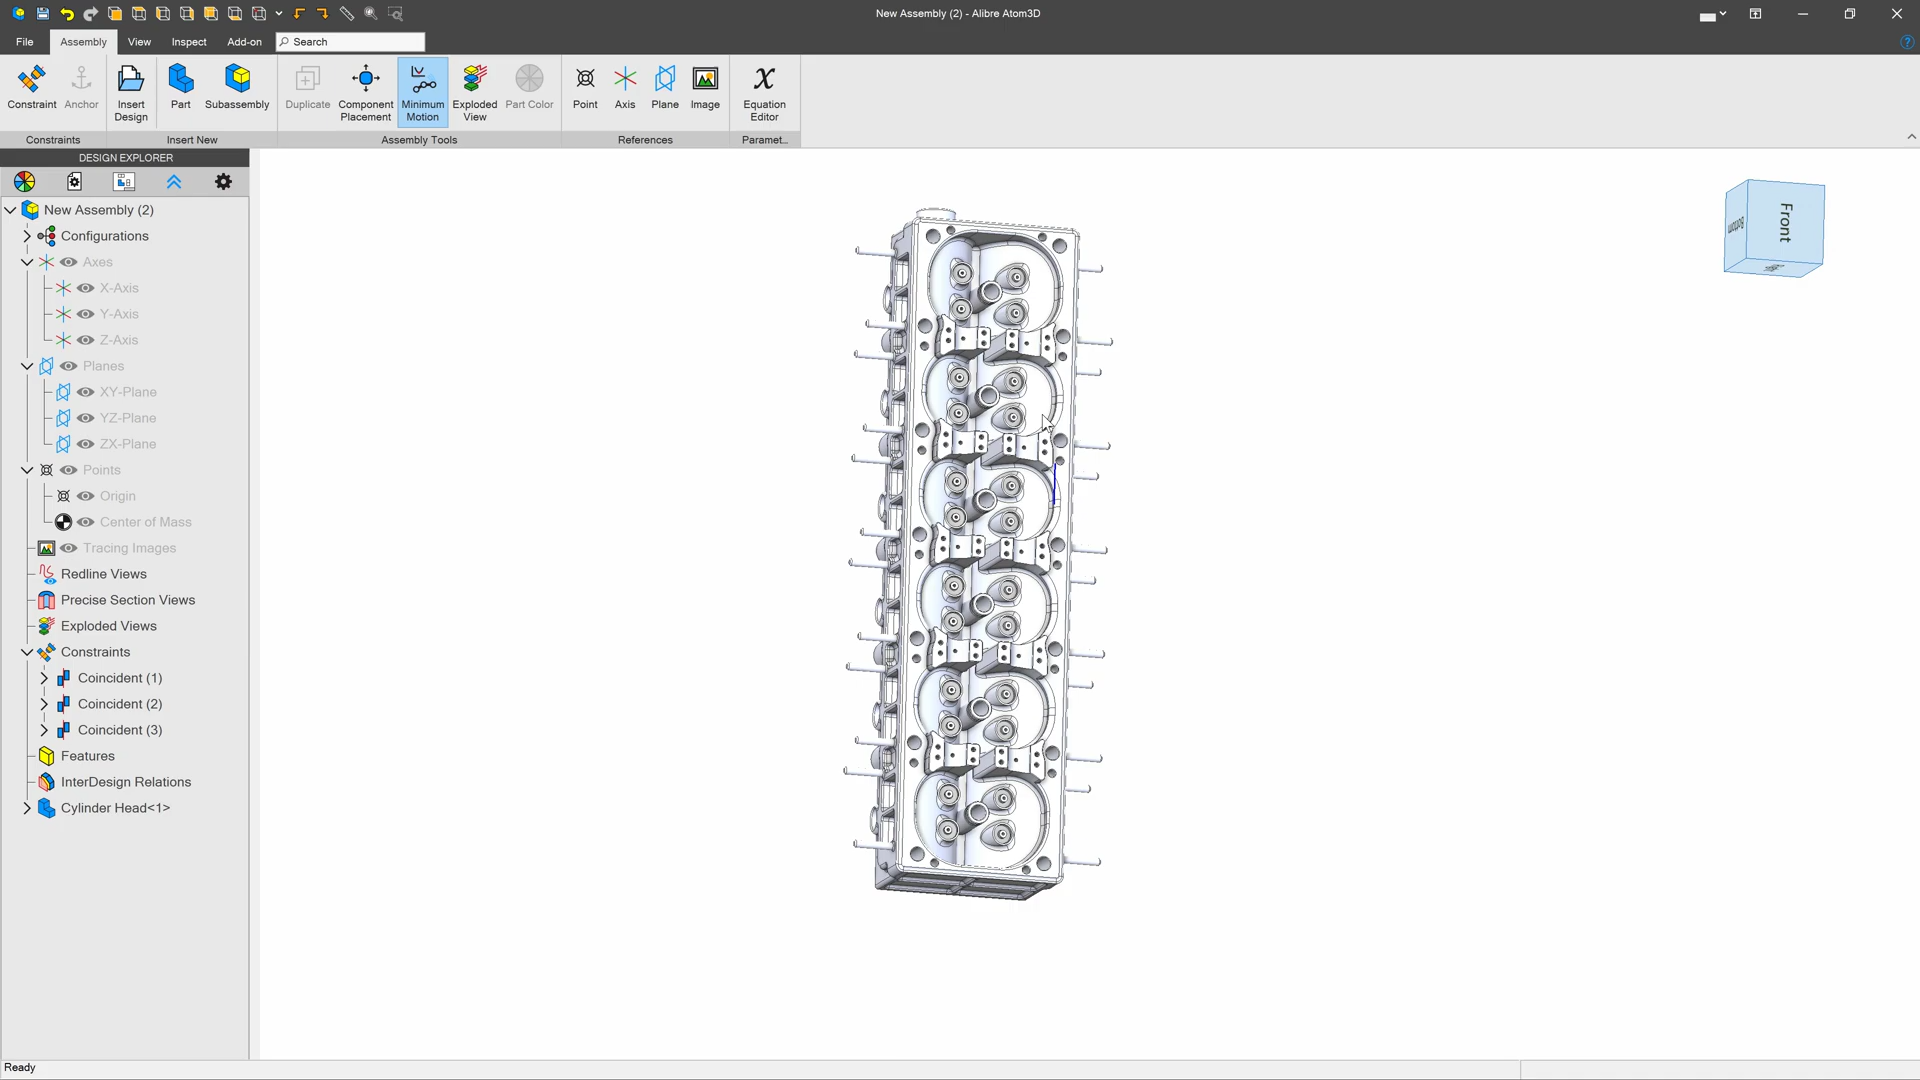 New Assembly (2) - Alibre Atom3D
File
Assembly
View
Inspect
Add-on
Search
Constraint
Anchor
Insert
Design
Part
Subassembly
Duplicate
Component
Placement
Minimum
Motion
Exploded
View
Part Color
Point
Axis
Plane
Image
Equation
Editor
Constraints
Insert New
Assembly Tools
References
Paramet...
DESIGN EXPLORER
New Assembly (2)
Configurations
Axes
X-Axis
Y-Axis
Z-Axis
Planes
XY-Plane
YZ-Plane
ZX-Plane
Points
Origin
Center of Mass
Tracing Images
Redline Views
Precise Section Views
Exploded Views
Constraints
Coincident (1)
Coincident (2)
Coincident (3)
Features
InterDesign Relations
Cylinder Head<1>
Front
Bottom
Ready